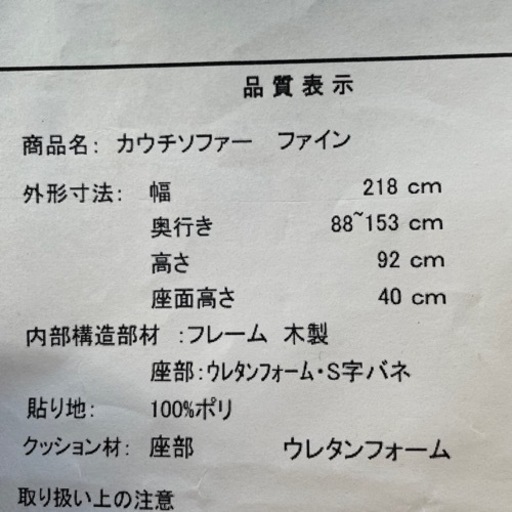 品質表示
商品名: カウチソファー ファイン
外形寸法: 幅 218 cm
奥行き 88~153 cm
高さ 92 cm
座面高さ 40 cm
内部構造部材 :フレーム 木製
座部:ウレタンフォーム・S字バネ
貼り地: 100%ポリ
クッション材: 座部 ウレタンフォーム
取り扱い上の注意